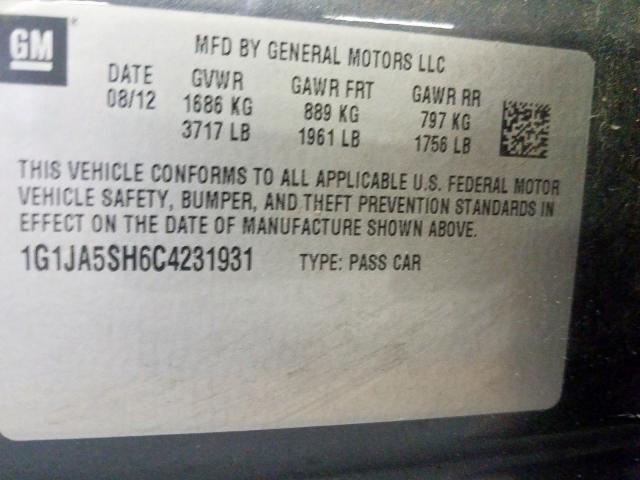 GM ®
MFD BY GENERAL MOTORS LLC
DATE GVWR GAWR FRT GAWR RR
08/12 1686 KG 889 KG 797 KG
3717 LB 1961 LB 1756 LB
THIS VEHICLE CONFORMS TO ALL APPLICABLE U.S. FEDERAL MOTOR
VEHICLE SAFETY, BUMPER, AND THEFT PREVENTION STANDARDS IN
EFFECT ON THE DATE OF MANUFACTURE SHOWN ABOVE.
1G1JA5SH6C4231931 TYPE: PASS CAR